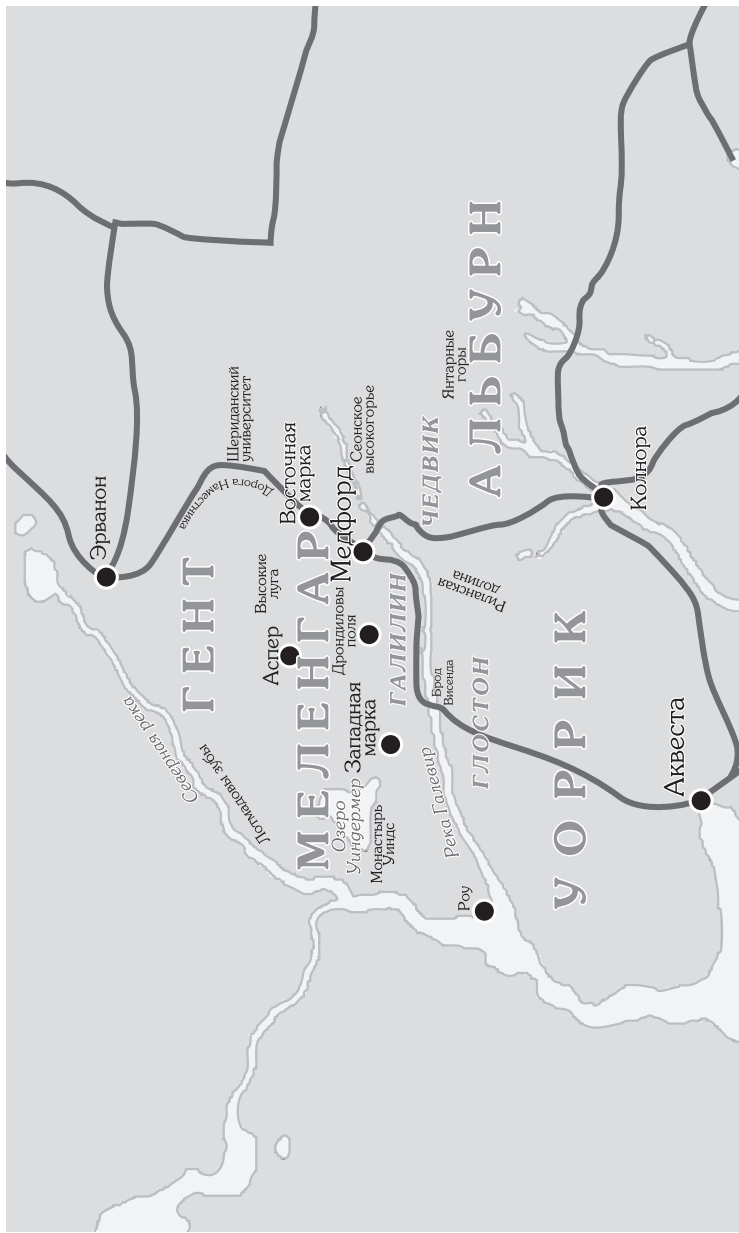 Эрванон
ГЕНТ
Северная река
Дорога Наместника
Шериданский
университет
Лотмадовы зубы
Высокие
луга
Аспер
Восточная
марка
МЕЛЕНГАР
Медфорд
Сеонское
высокогорье
Дрондиловы
поля
Западная
марка
Озеро
Уиндермер
Монастырь
Уиндс
ГАЛИЛИН
ЧЕДВИК
Янтарные
горы
АЛЬБУРН
Риланская
долина
Брод
Висенда
Река Галевир
ГЛОСТОН
Роу
УОРРИК
Колнора
Аквеста